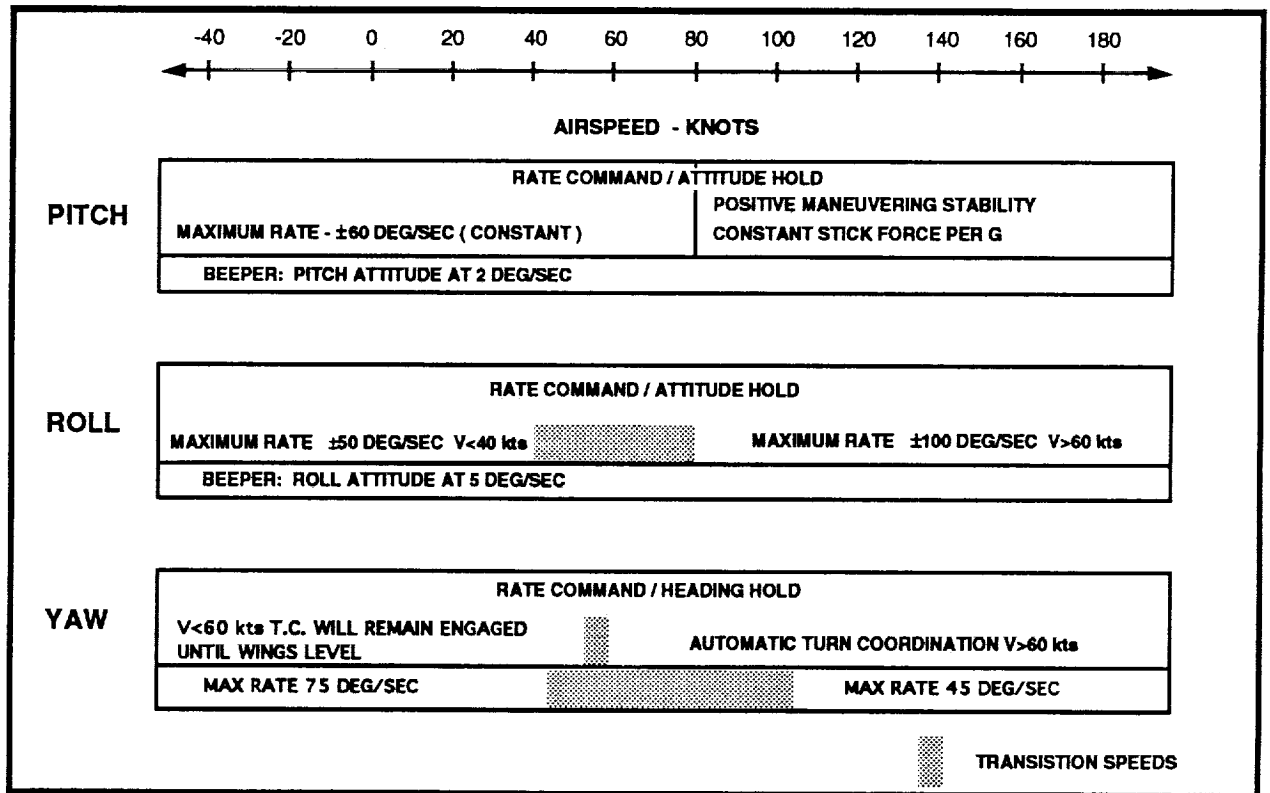 -40 -20 0 20 40 60 80 100 120 140 160 180
AIRSPEED - KNOTS
PITCH
RATE COMMAND / ATTITUDE HOLD
POSITIVE MANEUVERING STABILITY
MAXIMUM RATE - ±60 DEG/SEC ( CONSTANT )
CONSTANT STICK FORCE PER G
BEEPER: PITCH ATTITUDE AT 2 DEG/SEC
ROLL
RATE COMMAND / ATTITUDE HOLD
MAXIMUM RATE ±50 DEG/SEC V<40 kts
MAXIMUM RATE ±100 DEG/SEC V>60 kts
BEEPER: ROLL ATTITUDE AT 5 DEG/SEC
YAW
RATE COMMAND / HEADING HOLD
V<60 kts T.C. WILL REMAIN ENGAGED
UNTIL WINGS LEVEL
AUTOMATIC TURN COORDINATION V>60 kts
MAX RATE 75 DEG/SEC
MAX RATE 45 DEG/SEC
TRANSISTION SPEEDS